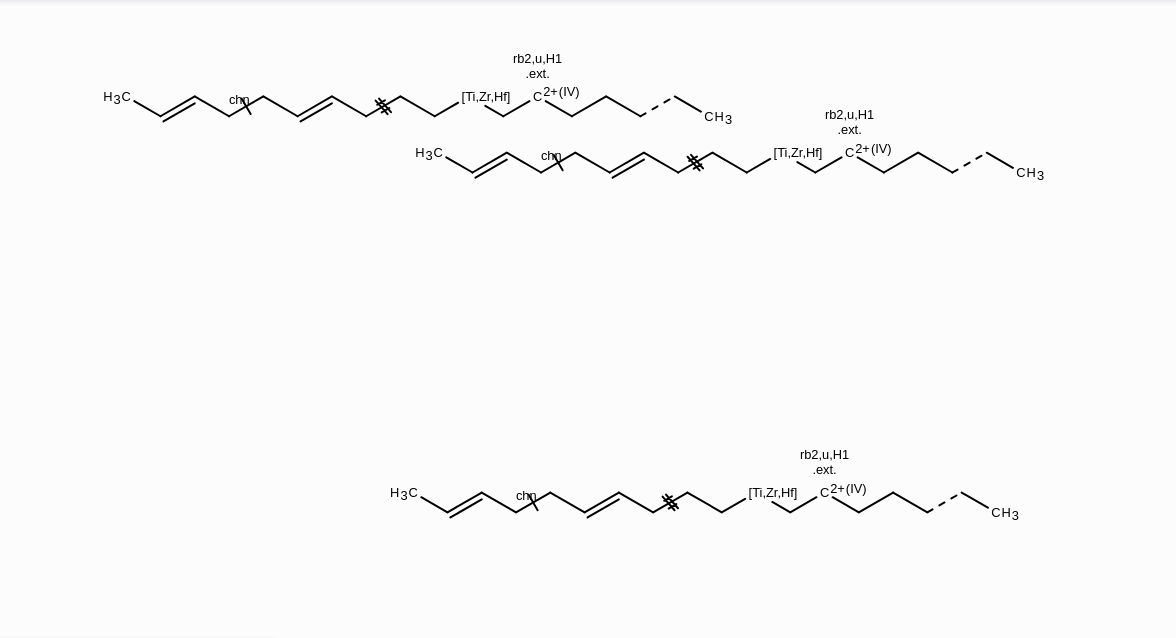 rb2,u,H1
.ext.
H3C chn [Ti,Zr,Hf] C2+(IV) CH3
rb2,u,H1
.ext.
H3C chn [Ti,Zr,Hf] C2+(IV) CH3
rb2,u,H1
.ext.
H3C chn [Ti,Zr,Hf] C2+(IV) CH3